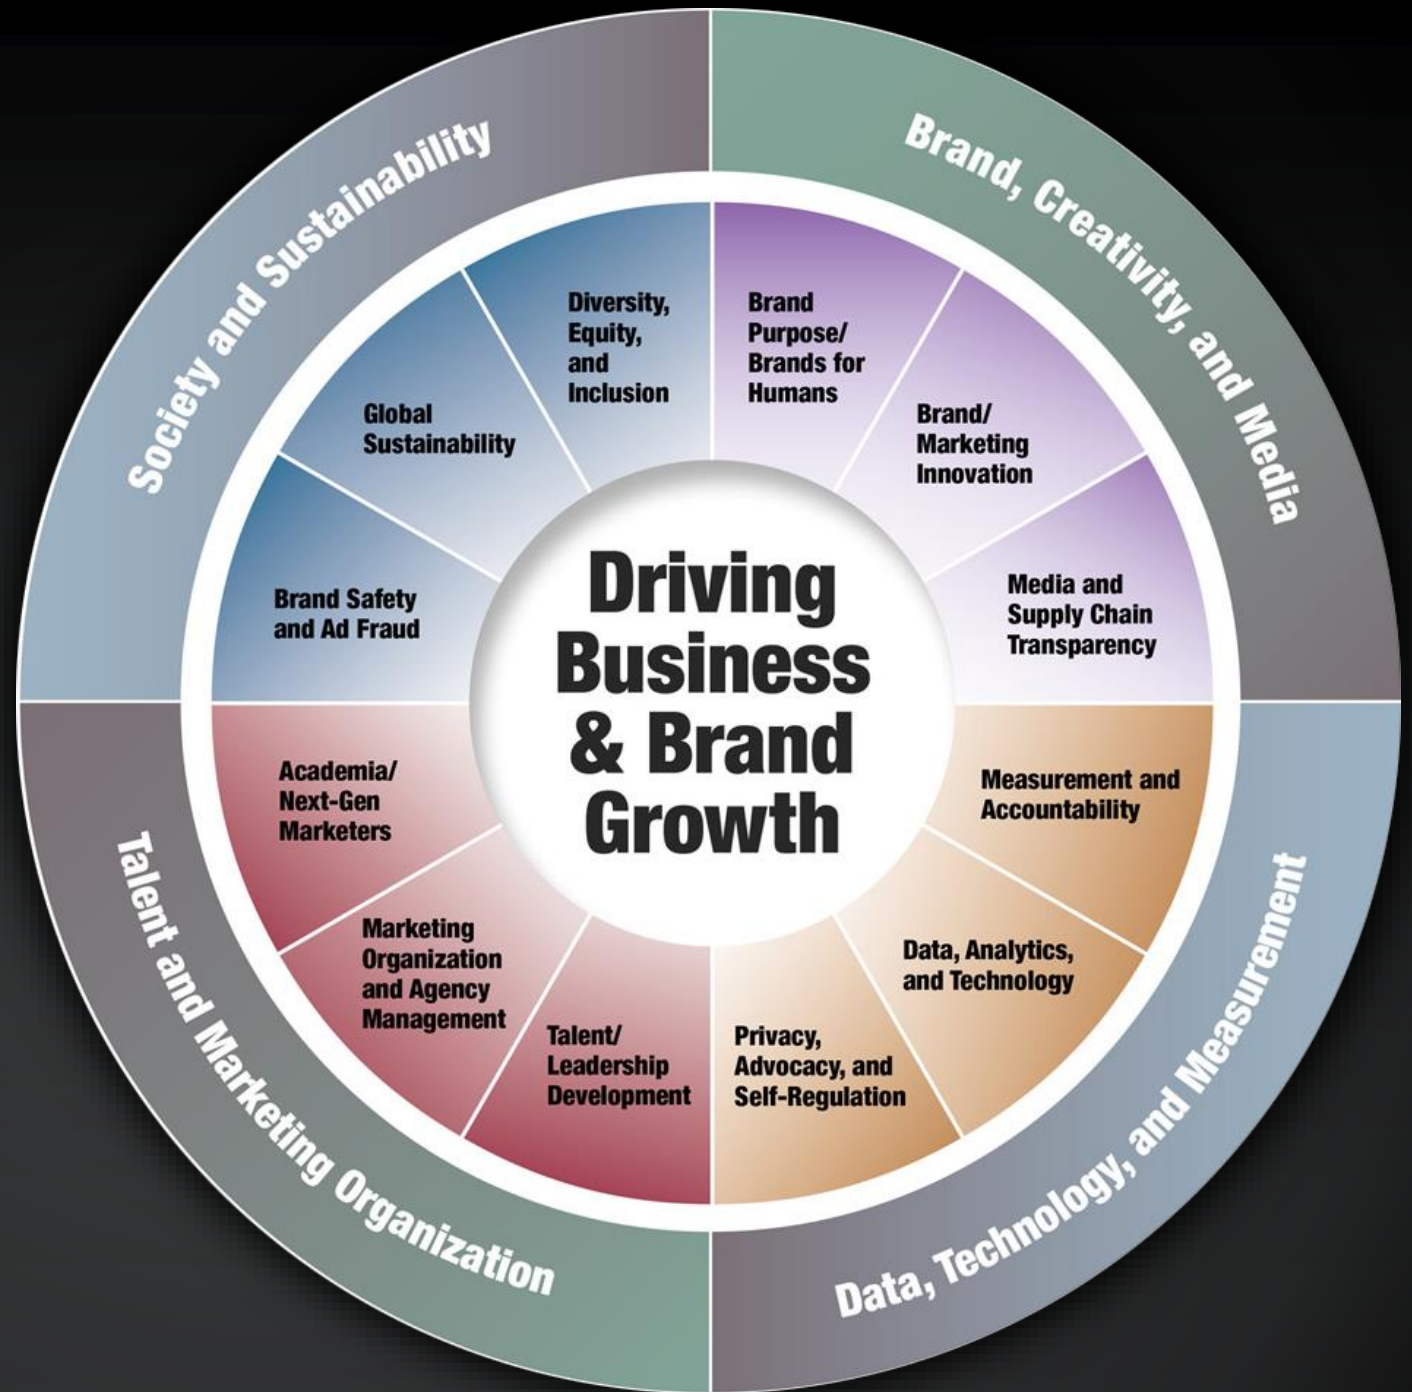 Society and Sustainability
Brand, Creativity, and Media
Diversity,
Equity,
and
Inclusion
Brand
Purpose/
Brands for
Humans
Global
Sustainability
Brand/
Marketing
Innovation
Brand Safety
and Ad Fraud
Media and
Supply Chain
Transparency
Driving
Business
& Brand
Growth
Academia/
Next-Gen
Marketers
Measurement and
Accountability
Marketing
Organization
and Agency
Management
Data, Analytics,
and Technology
Talent/
Leadership
Development
Privacy,
Advocacy, and
Self-Regulation
Talent and Marketing Organization
Data, Technology, and Measurement